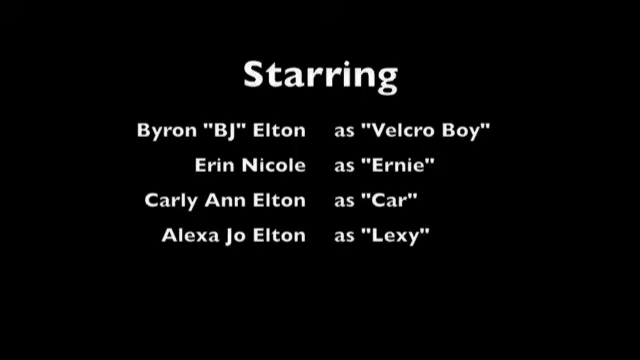 Starring
Byron "BJ" Elton as "Velcro Boy"
Erin Nicole as "Ernie"
Carly Ann Elton as "Car"
Alexa Jo Elton as "Lexy"